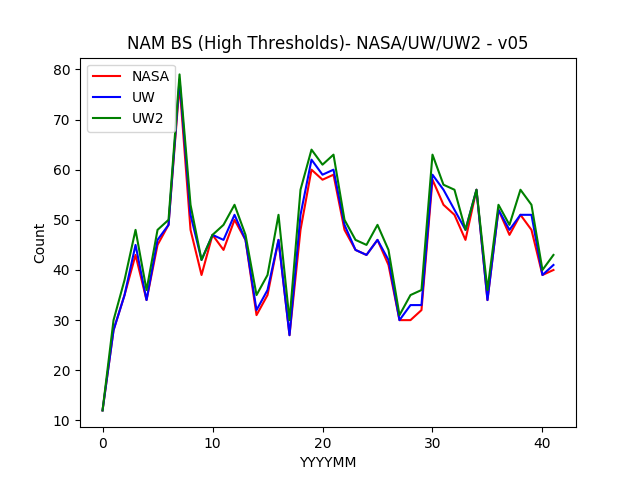 NAM BS (High Thresholds)- NASA/UW/UW2 - v05
NASA
UW
UW2
80
70
60
50
40
30
20
10
Count
0 10 20 30 40
YYYYMM